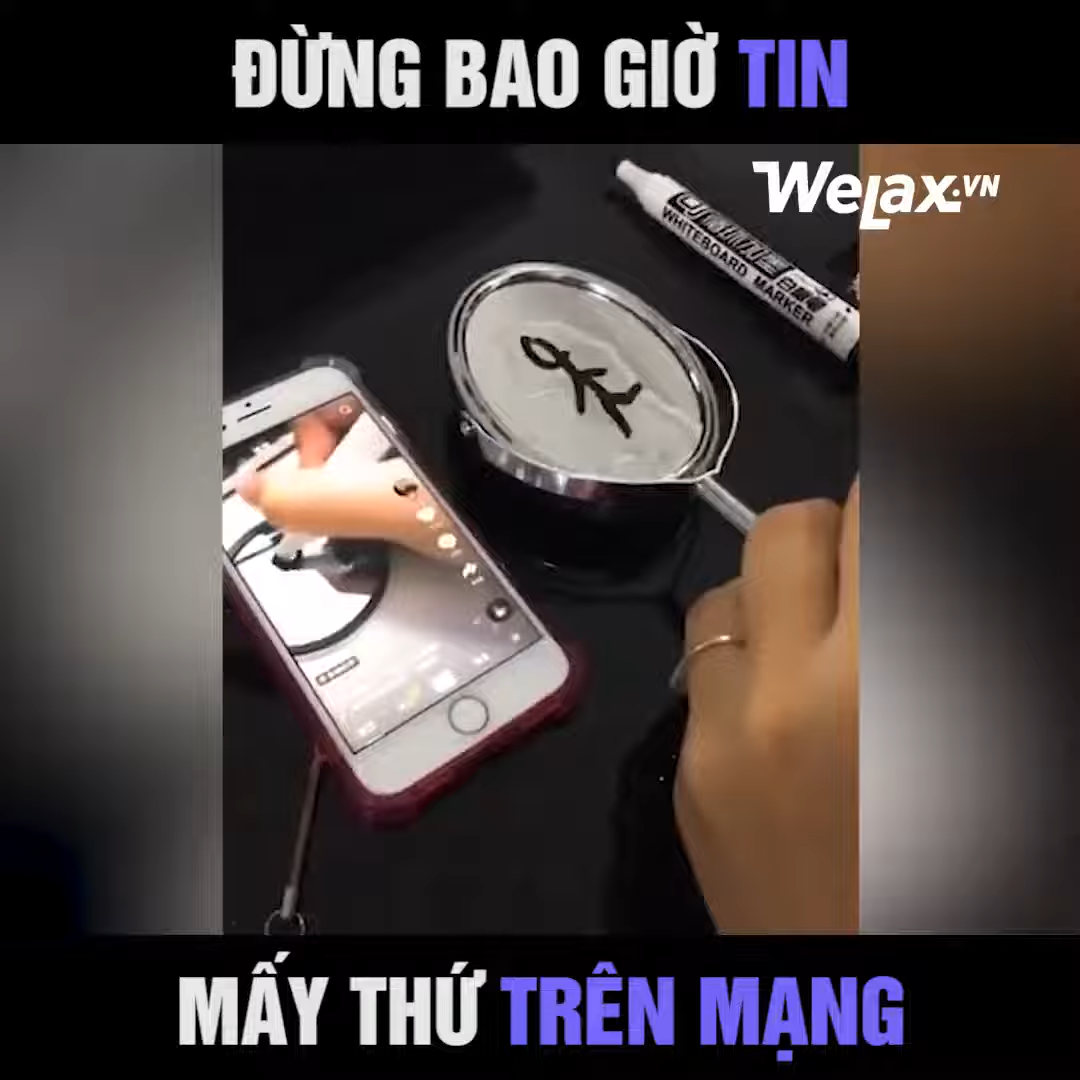 ĐỪNG BAO GIỜ TIN
WELAX.VN
WHITEBOARD MARKER
MẤY THỨ TRÊN MẠNG